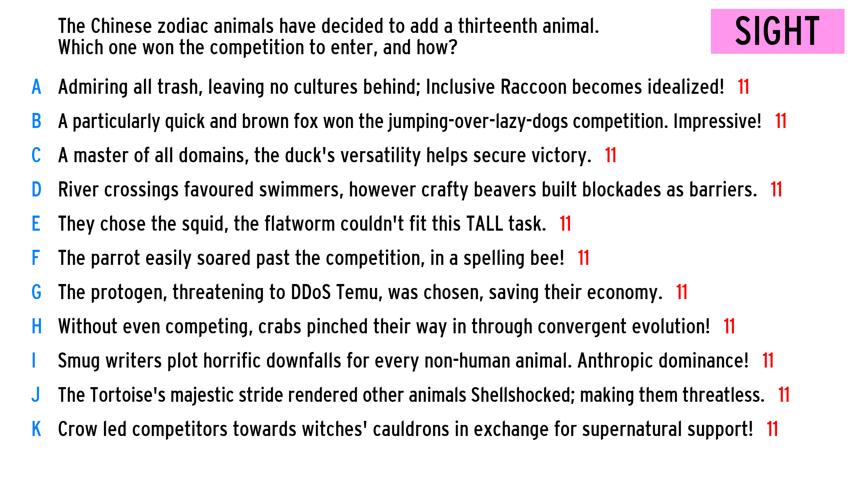 The Chinese zodiac animals have decided to add a thirteenth animal.
Which one won the competition to enter, and how?
SIGHT
A Admiring all trash, leaving no cultures behind; Inclusive Raccoon becomes idealized! 11
B A particularly quick and brown fox won the jumping-over-lazy-dogs competition. Impressive! 11
C A master of all domains, the duck's versatility helps secure victory. 11
D River crossings favoured swimmers, however crafty beavers built blockades as barriers. 11
E They chose the squid, the flatworm couldn't fit this TALL task. 11
F The parrot easily soared past the competition, in a spelling bee! 11
G The protogen, threatening to DDoS Temu, was chosen, saving their economy. 11
H Without even competing, crabs pinched their way in through convergent evolution! 11
I Smug writers plot horrific downfalls for every non-human animal. Anthropic dominance! 11
J The Tortoise's majestic stride rendered other animals Shellshocked; making them threatless. 11
K Crow led competitors towards witches' cauldrons in exchange for supernatural support! 11